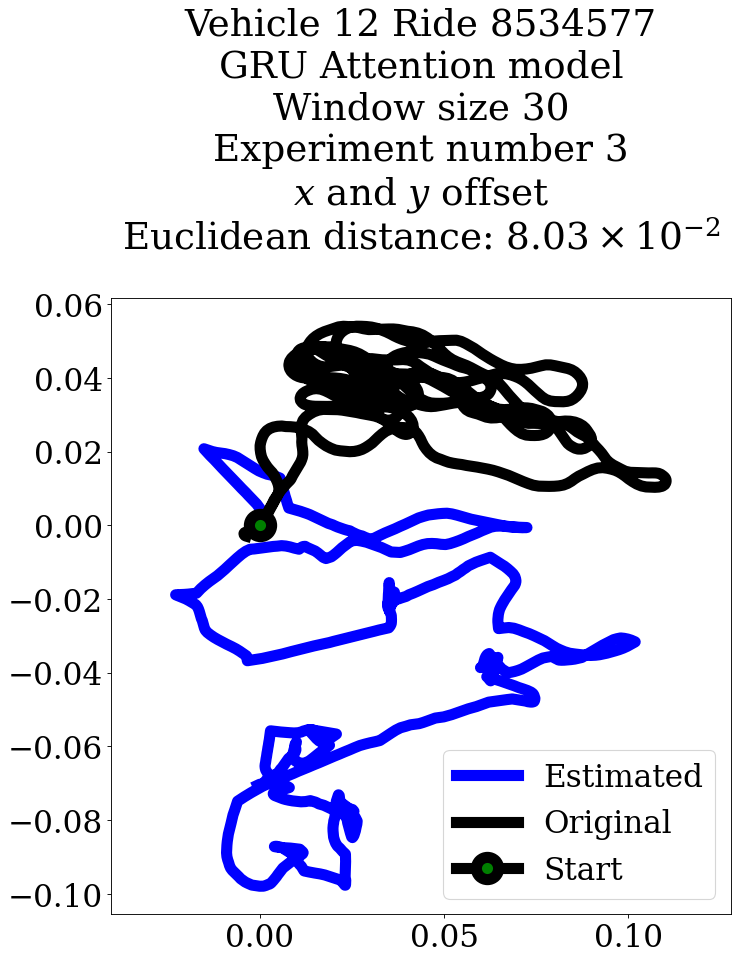 Vehicle 12 Ride 8534577
GRU Attention model
Window size 30
Experiment number 3
x and y offset
Euclidean distance: 8.03 × 10⁻²
0.06
0.04
0.02
0.00
−0.02
−0.04
−0.06
−0.08
−0.10
Estimated
Original
Start
0.00 0.05 0.10